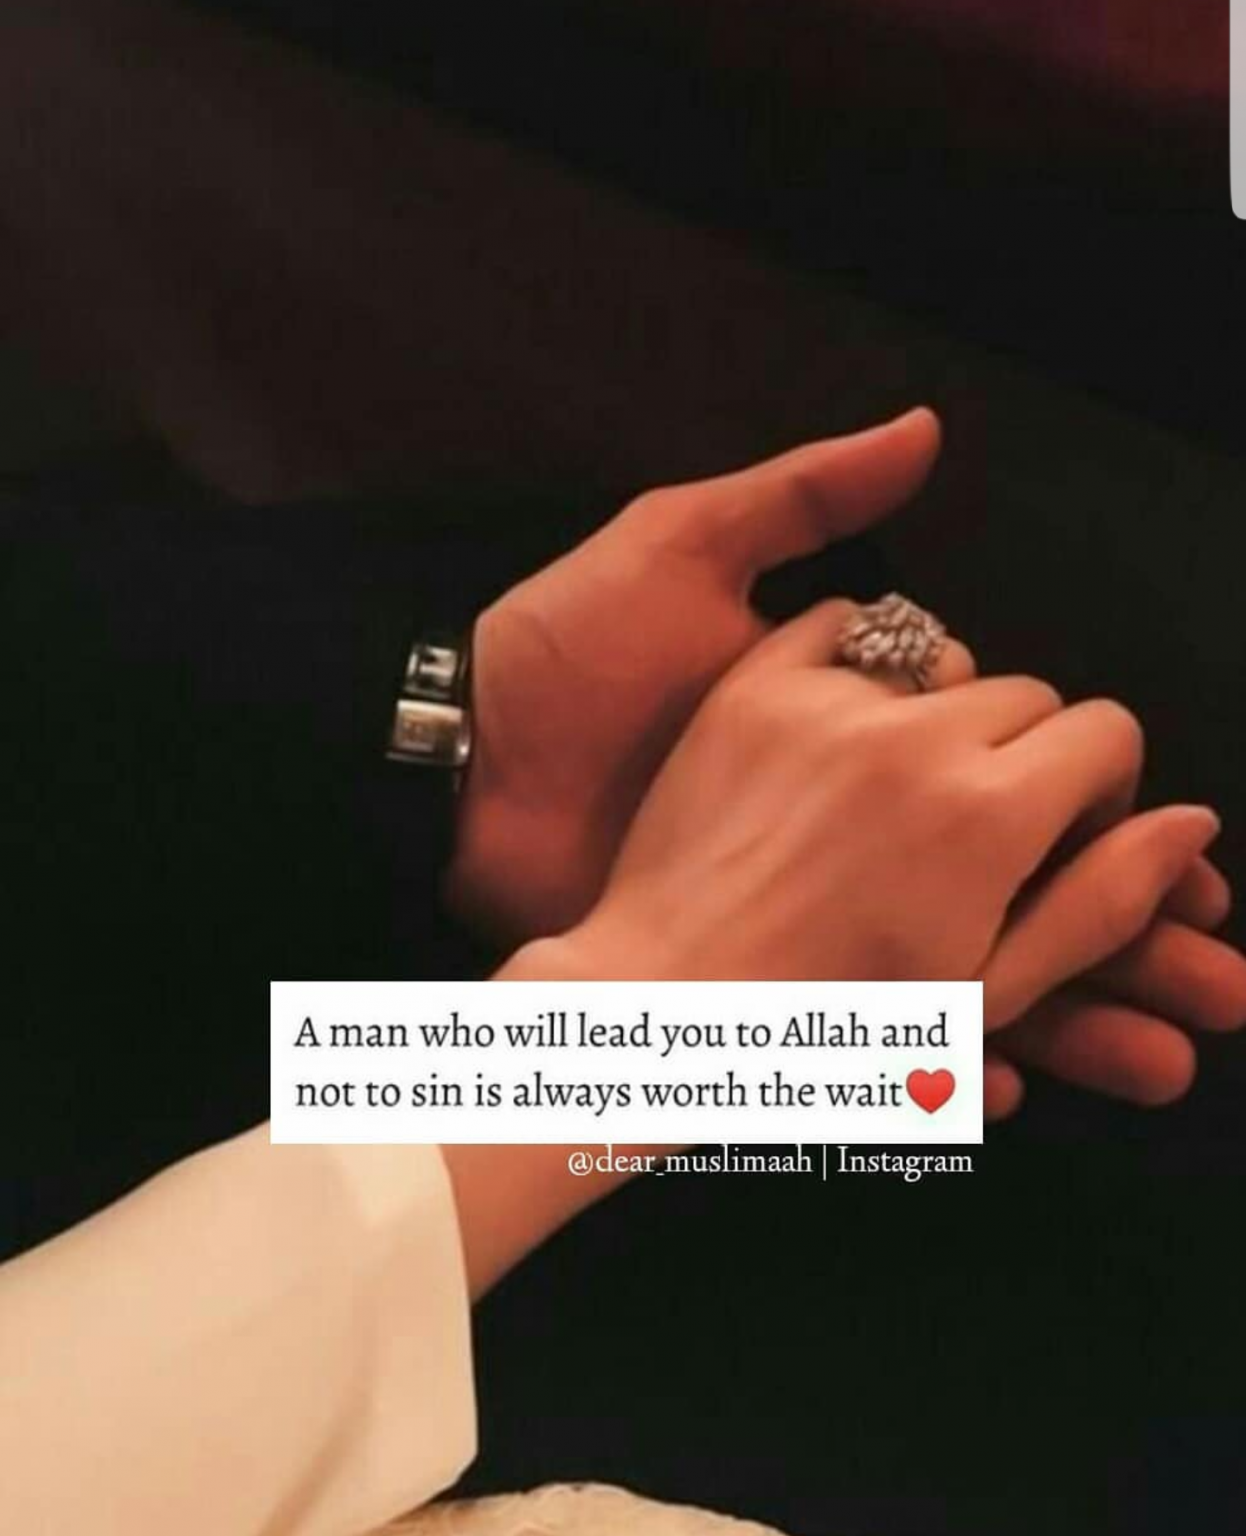 A man who will lead you to Allah and
not to sin is always worth the wait❤️
@dear_muslimaah | Instagram